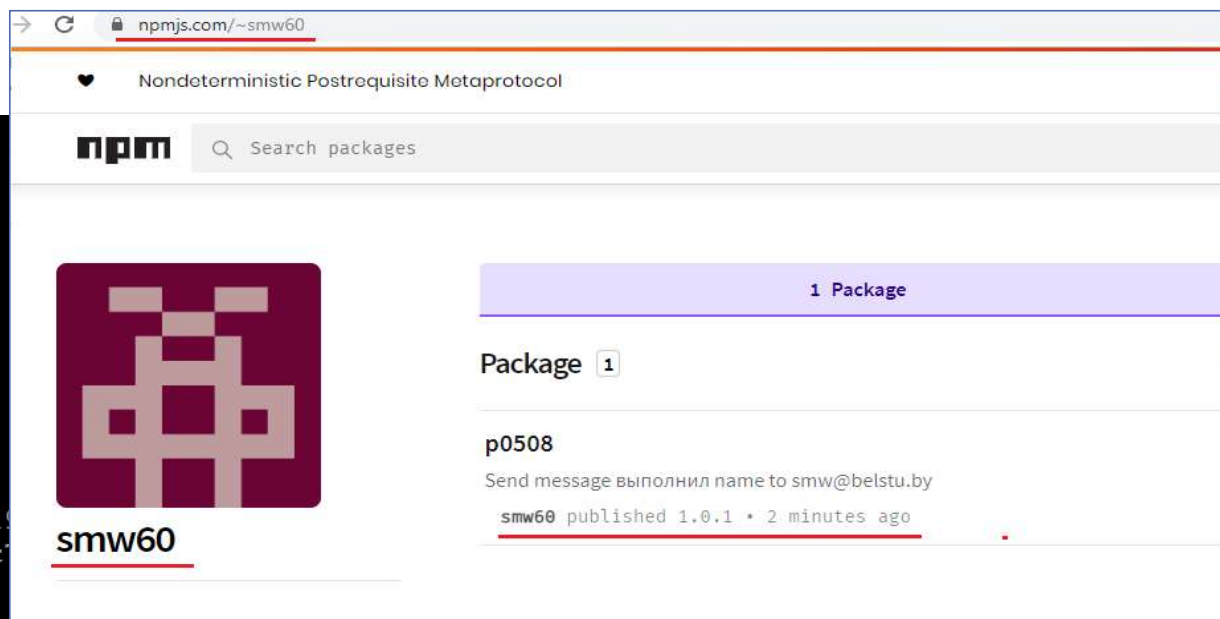 npmjs.com/~smw60
Nondeterministic Postrequisite Metaprotocol
npm
Search packages
1 Package
Package 1
p0508
Send message выполнил name to smw@belstu.by
smw60 published 1.0.1 • 2 minutes ago
smw60